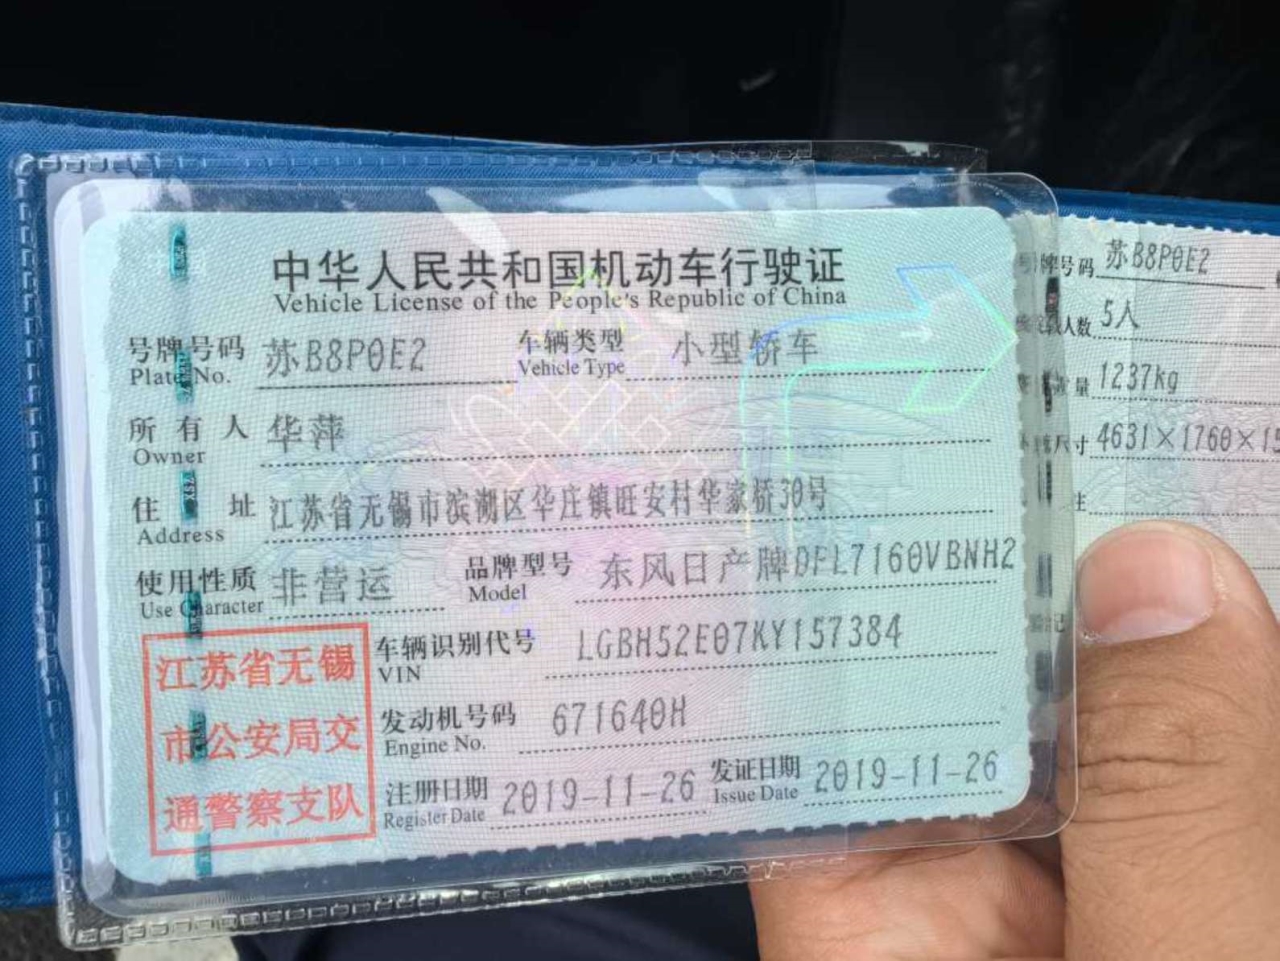 中华人民共和国机动车行驶证
Vehicle License of the People's Republic of China
号牌号码 苏B8P0E2 车辆类型 小型轿车
Plate No. Vehicle Type
所有人 华萍
Owner
住址 江苏省无锡市滨湖区华庄镇旺安村华家桥30号
Address
使用性质 非营运 品牌型号 东风日产牌DFL7160VBNH2
Use Character Model
江苏省无锡
市公安局交
通警察支队
车辆识别代号 LGBH52E07KY157384
VIN
发动机号码 671640H
Engine No.
注册日期 2019-11-26 发证日期 2019-11-26
Register Date Issue Date
号牌号码 苏B8P0E2
人数 5人
量 1237kg
尺寸 4631×1760×15
注
记